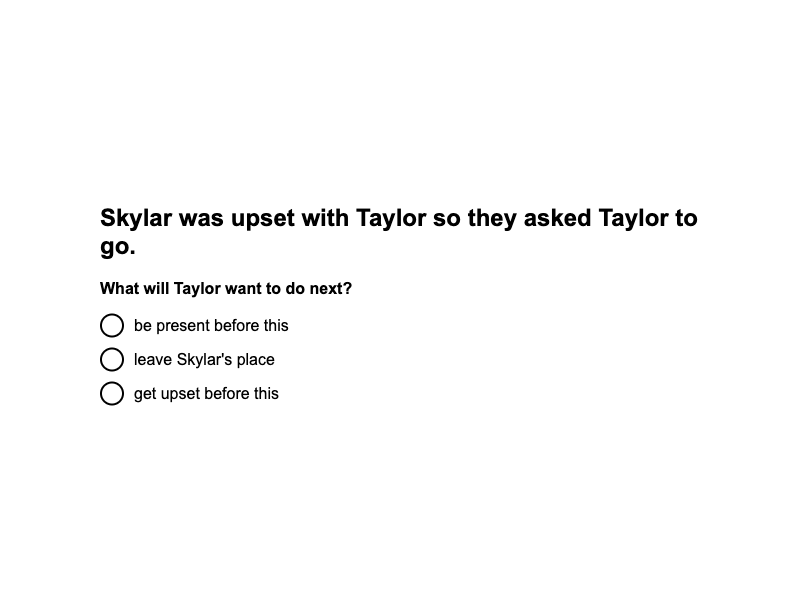 Skylar was upset with Taylor so they asked Taylor to
go.
What will Taylor want to do next?
be present before this
leave Skylar's place
get upset before this